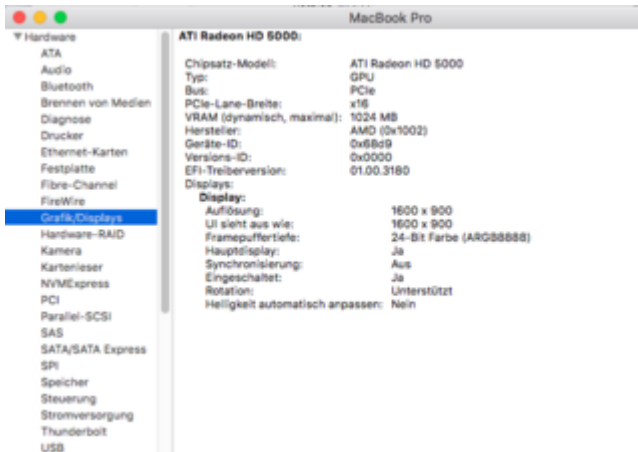 MacBook Pro
Hardware
ATA
Audio
Bluetooth
Brennen von Medien
Diagnose
Drucker
Ethernet-Karten
Festplatte
Fibre-Channel
FireWire
Grafik/Displays
Hardware-RAID
Kamera
Kartenleser
NVMExpress
PCI
Parallel-SCSI
SAS
SATA/SATA Express
SPI
Speicher
Steuerung
Stromversorgung
Thunderbolt
USB
ATI Radeon HD 5000:
Chipsatz-Modell: ATI Radeon HD 5000
Typ: GPU
Bus: PCIe
PCIe-Lane-Breite: x16
VRAM (dynamisch, maximal): 1024 MB
Hersteller: AMD (0x1002)
Geräte-ID: 0x68d9
Versions-ID: 0x0000
EFI-Treiberversion: 01.00.3180
Displays:
Display:
Auflösung: 1600 x 900
UI sieht aus wie: 1600 x 900
Framepuffertiefe: 24-Bit Farbe (ARGB8888)
Hauptdisplay: Ja
Synchronisierung: Aus
Eingeschaltet: Ja
Rotation: Unterstützt
Helligkeit automatisch anpassen: Nein